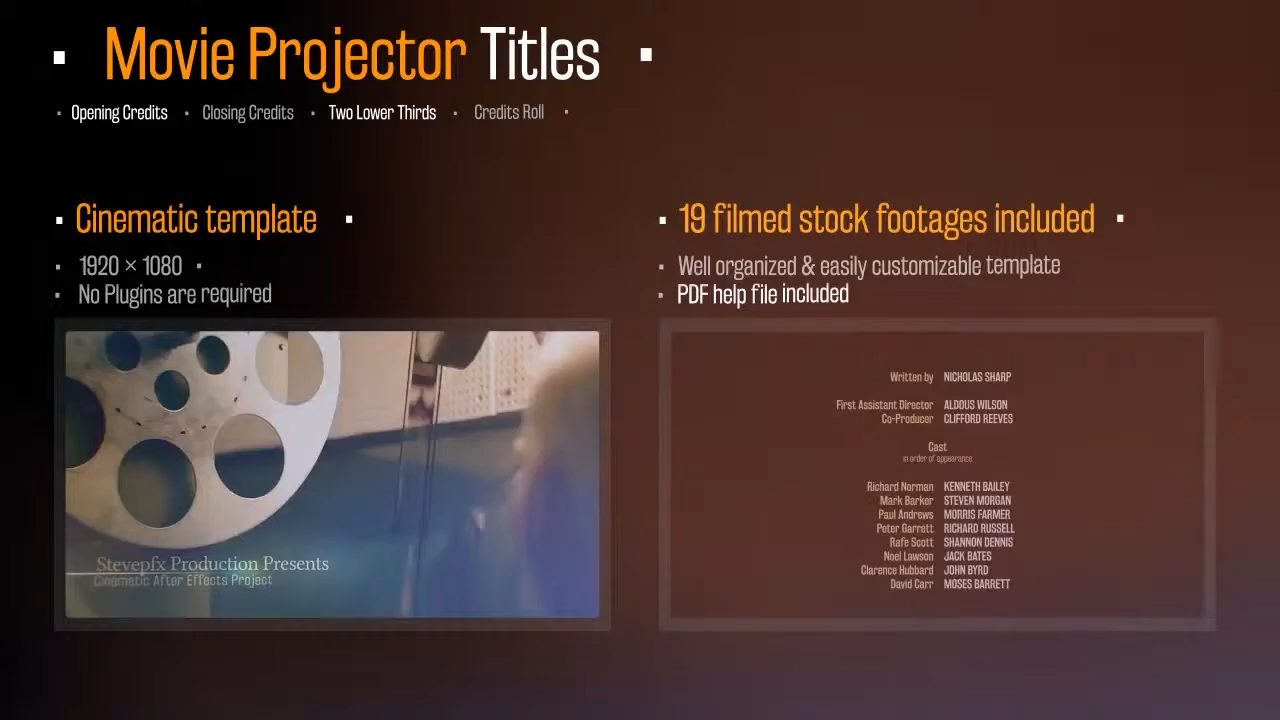 Movie Projector Titles
Opening Credits · Closing Credits · Two Lower Thirds · Credits Roll
Cinematic template
1920 × 1080
No Plugins are required
Stevepfx Production Presents
Cinematic After Effects Project
19 filmed stock footages included
Well organized & easily customizable template
PDF help file included
Written by NICHOLAS SHARP
First Assistant Director ALDOUS WILSON
Co-Producer CLIFFORD REEVES
Cast
in order of appearance
Richard Norman KENNETH BAILEY
Mark Barker STEVEN MORGAN
Paul Andrews MORRIS FARMER
Peter Garrett RICHARD RUSSELL
Rafe Scott SHANNON DENNIS
Noel Lawson JACK BATES
Clarence Hubbard JOHN BYRD
David Carr MOSES BARRETT